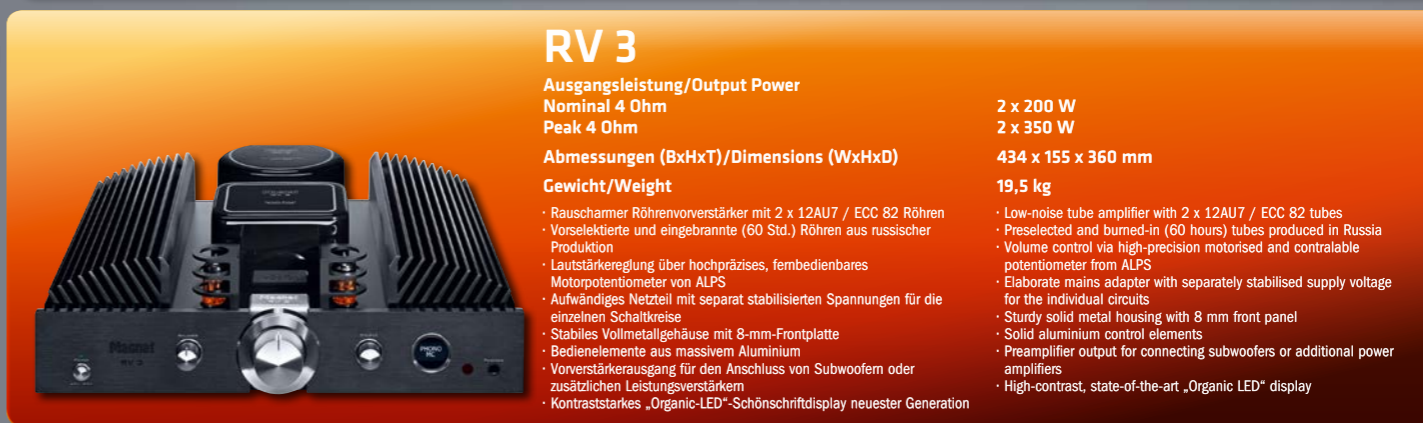 RV 3
Ausgangsleistung/Output Power
Nominal 4 Ohm 2 x 200 W
Peak 4 Ohm 2 x 350 W
Abmessungen (BxHxT)/Dimensions (WxHxD) 434 x 155 x 360 mm
Gewicht/Weight 19,5 kg
· Rauscharmer Röhrenvorverstärker mit 2 x 12AU7 / ECC 82 Röhren
· Vorselektierte und eingebrannte (60 Std.) Röhren aus russischer
Produktion
· Lautstärkereglung über hochpräzises, fernbedienbares
Motorpotentiometer von ALPS
· Aufwändiges Netzteil mit separat stabilisierten Spannungen für die
einzelnen Schaltkreise
· Stabiles Vollmetallgehäuse mit 8-mm-Frontplatte
· Bedienelemente aus massivem Aluminium
· Vorverstärkerausgang für den Anschluss von Subwoofern oder
zusätzlichen Leistungsverstärkern
· Kontraststarkes „Organic-LED“-Schönschriftdisplay neuester Generation
· Low-noise tube amplifier with 2 x 12AU7 / ECC 82 tubes
· Preselected and burned-in (60 hours) tubes produced in Russia
· Volume control via high-precision motorised and contralable
potentiometer from ALPS
· Elaborate mains adapter with separately stabilised supply voltage
for the individual circuits
· Sturdy solid metal housing with 8 mm front panel
· Solid aluminium control elements
· Preamplifier output for connecting subwoofers or additional power
amplifiers
· High-contrast, state-of-the-art „Organic LED“ display
Magnat
RV 3
Magnat
PHONO
MC